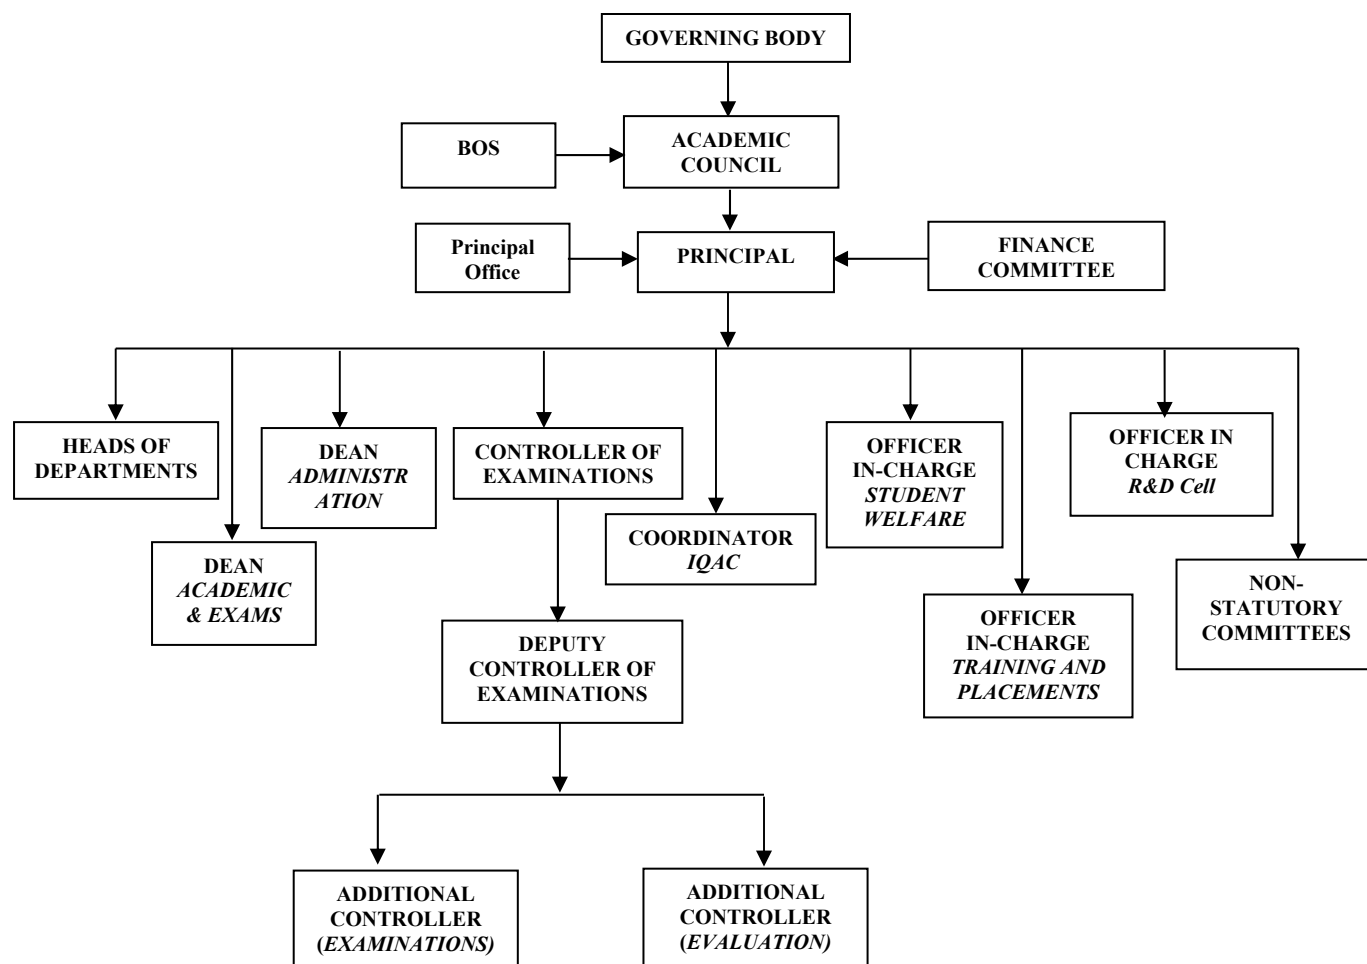 GOVERNING BODY
BOS
ACADEMIC
COUNCIL
Principal
Office
PRINCIPAL
FINANCE
COMMITTEE
HEADS OF
DEPARTMENTS
DEAN
ACADEMIC
& EXAMS
DEAN
ADMINISTR
ATION
CONTROLLER OF
EXAMINATIONS
COORDINATOR
IQAC
OFFICER
IN-CHARGE
STUDENT
WELFARE
OFFICER
IN-CHARGE
TRAINING AND
PLACEMENTS
OFFICER IN
CHARGE
R&D Cell
NON-
STATUTORY
COMMITTEES
DEPUTY
CONTROLLER OF
EXAMINATIONS
ADDITIONAL
CONTROLLER
(EXAMINATIONS)
ADDITIONAL
CONTROLLER
(EVALUATION)